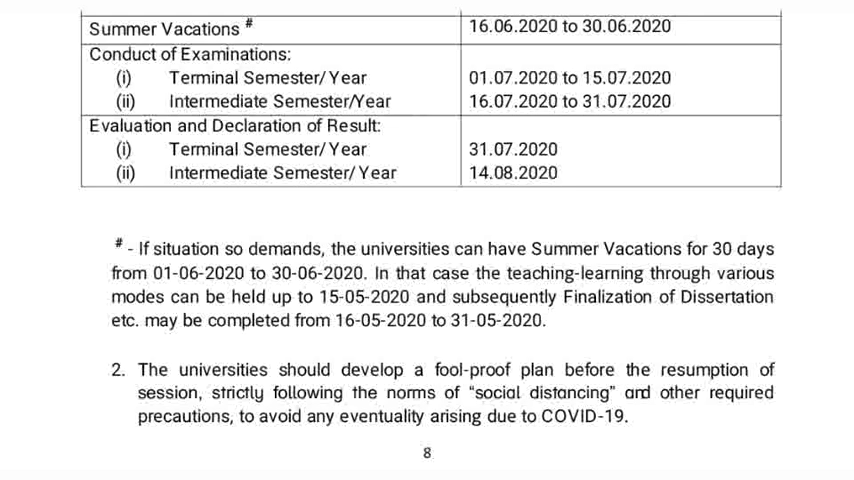 Summer Vacations # 16.06.2020 to 30.06.2020
Conduct of Examinations:
(i) Terminal Semester/Year 01.07.2020 to 15.07.2020
(ii) Intermediate Semester/Year 16.07.2020 to 31.07.2020
Evaluation and Declaration of Result:
(i) Terminal Semester/Year 31.07.2020
(ii) Intermediate Semester/Year 14.08.2020
# - If situation so demands, the universities can have Summer Vacations for 30 days
from 01-06-2020 to 30-06-2020. In that case the teaching-learning through various
modes can be held up to 15-05-2020 and subsequently Finalization of Dissertation
etc. may be completed from 16-05-2020 to 31-05-2020.
2. The universities should develop a fool-proof plan before the resumption of
session, strictly following the norms of "social distancing" and other required
precautions, to avoid any eventuality arising due to COVID-19.
8